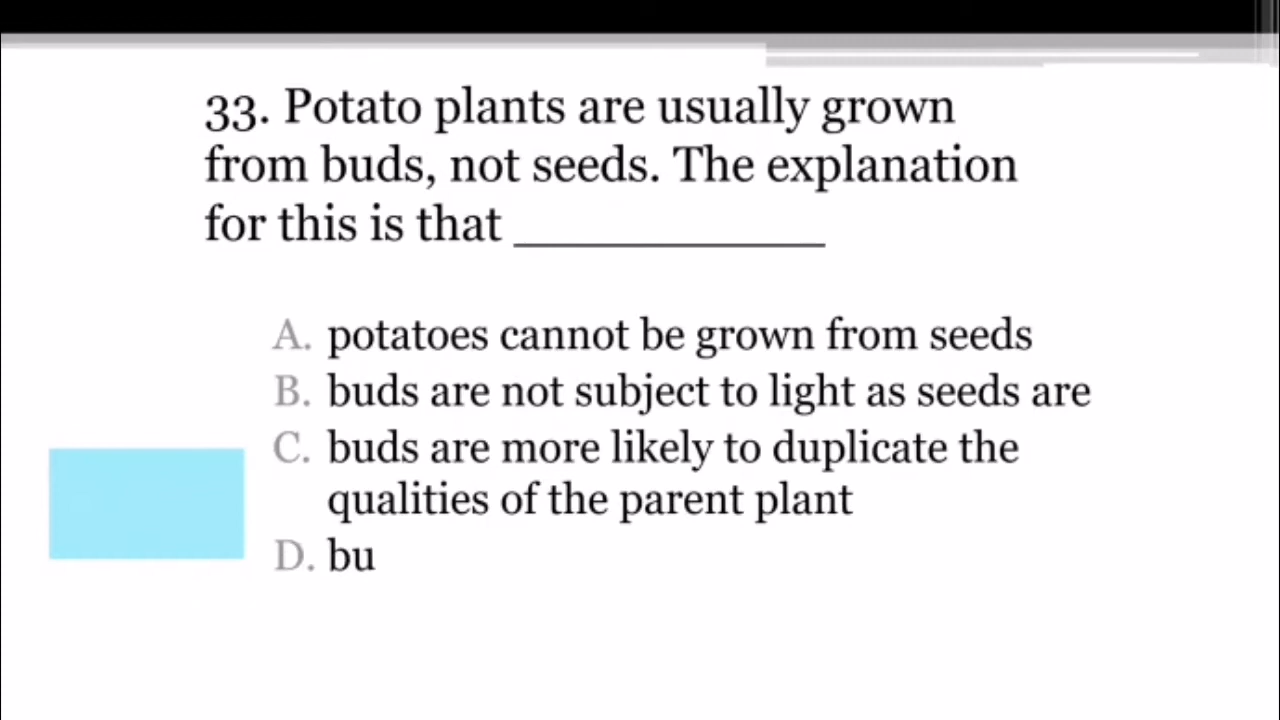 33. Potato plants are usually grown
from buds, not seeds. The explanation
for this is that ____________
A. potatoes cannot be grown from seeds
B. buds are not subject to light as seeds are
C. buds are more likely to duplicate the
qualities of the parent plant
D. bu